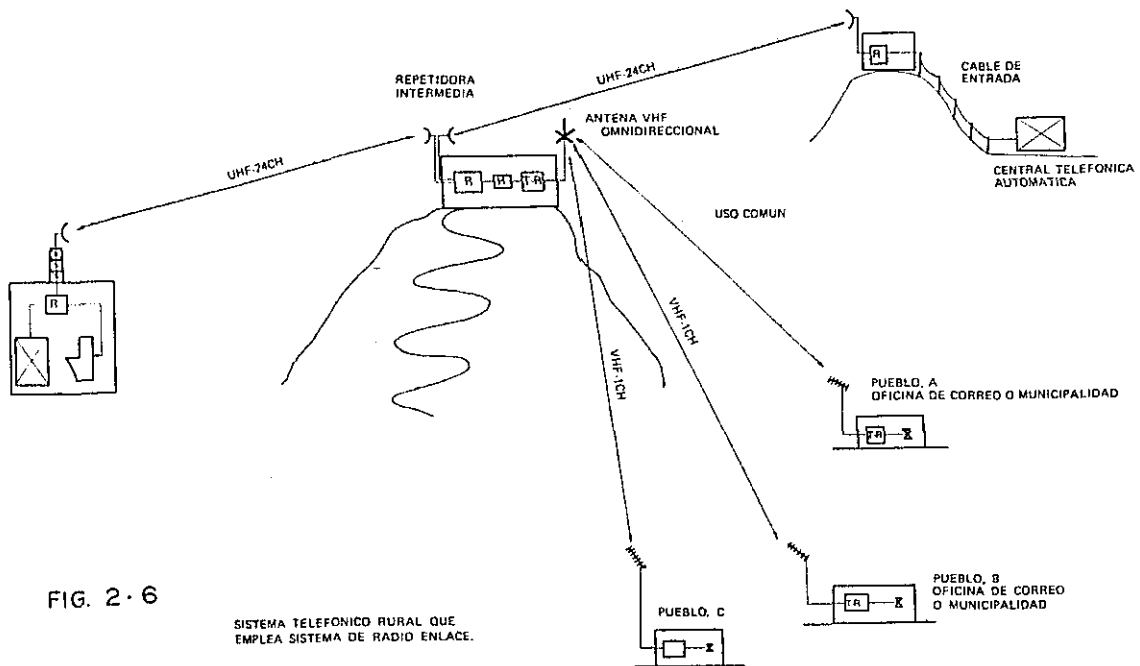 UHF-24CH
REPETIDORA
INTERMEDIA
R
CABLE DE
ENTRADA
ANTENA VHF
OMNIDIRECCIONAL
UHF-24CH
R
H
T-R
CENTRAL TELEFONICA
AUTOMATICA
USO COMUN
R
VHF-1CH
VHF-1CH
PUEBLO, A
OFICINA DE CORREO O MUNICIPALIDAD
T-R
PUEBLO, B
OFICINA DE CORREO
O MUNICIPALIDAD
T-R
FIG. 2·6
PUEBLO, C
SISTEMA TELEFONICO RURAL QUE
EMPLEA SISTEMA DE RADIO ENLACE.